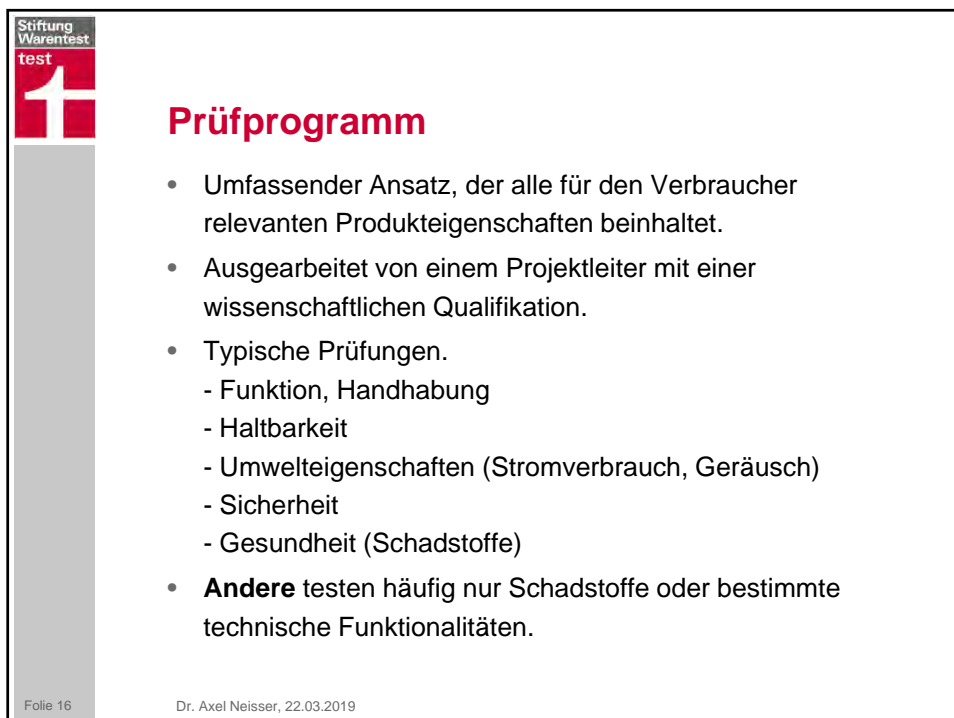 Stiftung
Warentest
test
Prüfprogramm
• Umfassender Ansatz, der alle für den Verbraucher
relevanten Produkteigenschaften beinhaltet.
• Ausgearbeitet von einem Projektleiter mit einer
wissenschaftlichen Qualifikation.
• Typische Prüfungen.
- Funktion, Handhabung
- Haltbarkeit
- Umwelteigenschaften (Stromverbrauch, Geräusch)
- Sicherheit
- Gesundheit (Schadstoffe)
• Andere testen häufig nur Schadstoffe oder bestimmte
technische Funktionalitäten.
Folie 16
Dr. Axel Neisser, 22.03.2019